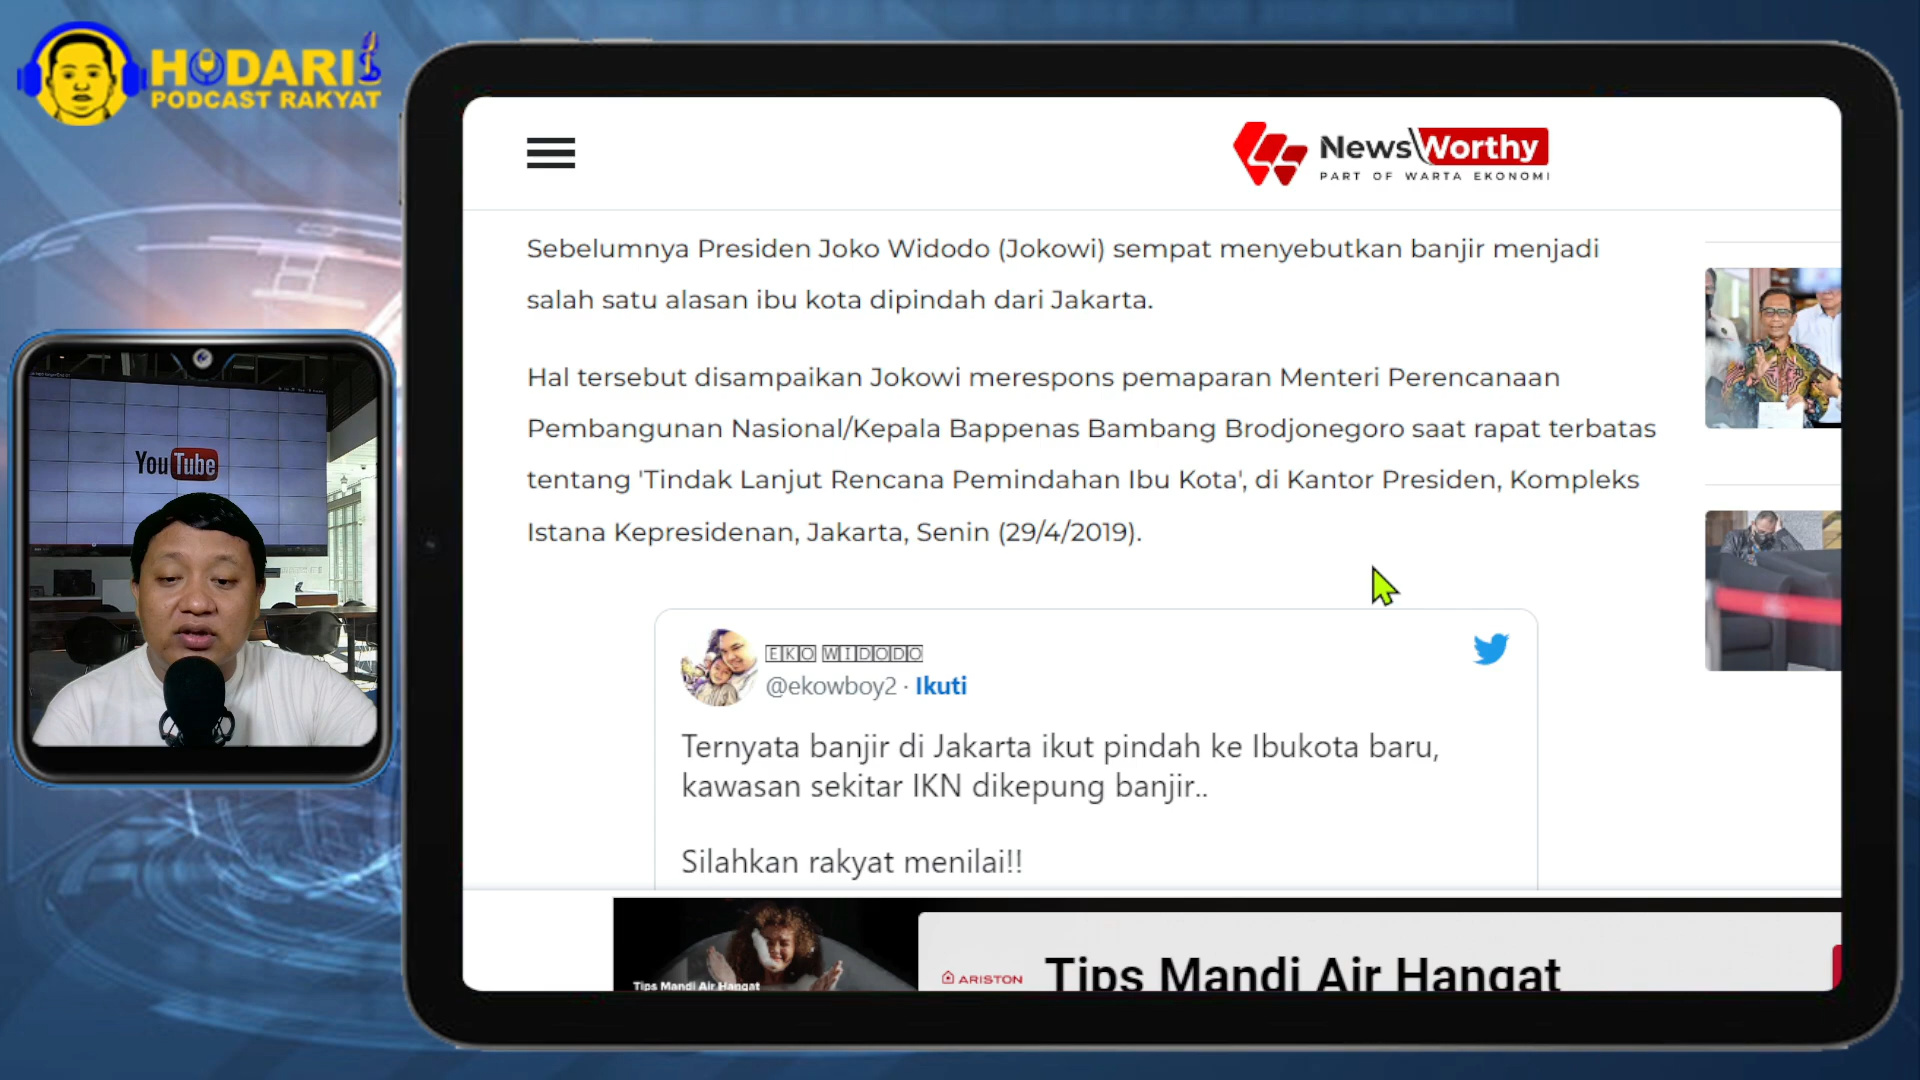 HODARI
PODCAST RAKYAT
YouTube
NewsWorthy
PART OF WARTA EKONOMI
Sebelumnya Presiden Joko Widodo (Jokowi) sempat menyebutkan banjir menjadi
salah satu alasan ibu kota dipindah dari Jakarta.
Hal tersebut disampaikan Jokowi merespons pemaparan Menteri Perencanaan
Pembangunan Nasional/Kepala Bappenas Bambang Brodjonegoro saat rapat terbatas
tentang 'Tindak Lanjut Rencana Pemindahan Ibu Kota', di Kantor Presiden, Kompleks
Istana Kepresidenan, Jakarta, Senin (29/4/2019).
EKO WIDODO
@ekowboy2 · Ikuti
Ternyata banjir di Jakarta ikut pindah ke Ibukota baru,
kawasan sekitar IKN dikepung banjir..
Silahkan rakyat menilai!!
Tips Mandi Air Hangat
ARISTON
Tips Mandi Air Hangat